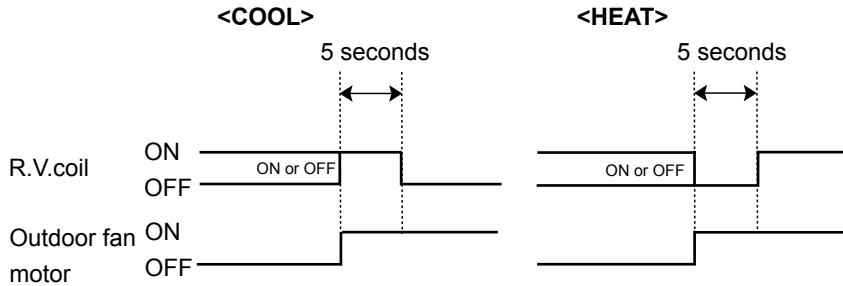 <COOL> <HEAT>
5 seconds 5 seconds
R.V.coil ON ON or OFF ON or OFF
OFF
Outdoor fan ON
motor OFF